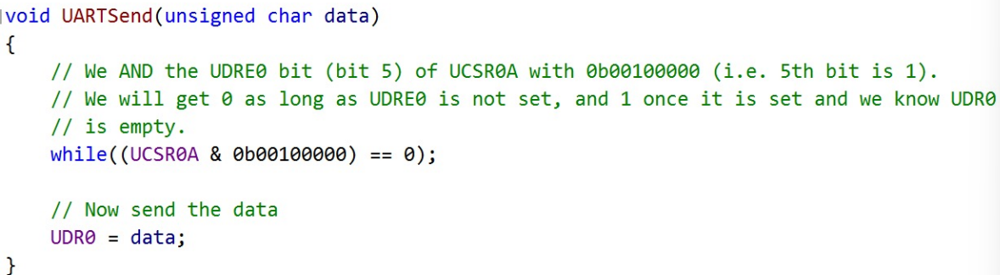 void UARTSend(unsigned char data)
{
// We AND the UDRE0 bit (bit 5) of UCSR0A with 0b00100000 (i.e. 5th bit is 1).
// We will get 0 as long as UDRE0 is not set, and 1 once it is set and we know UDR0
// is empty.
while((UCSR0A & 0b00100000) == 0);
// Now send the data
UDR0 = data;
}